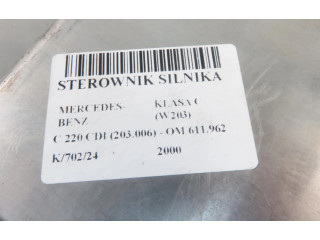 STEROWNIK SILNIKA
MERCEDES- KLASA C
BENZ (W203)
C 220 CDI (203.006) - OM 611.962
K/702/24 2000